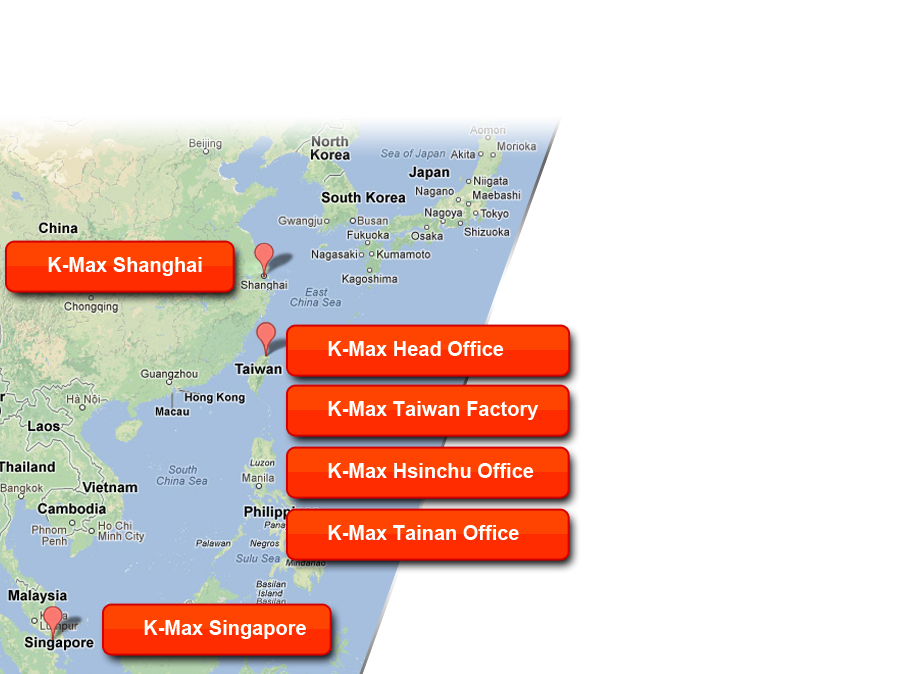 Aomori
Beijing
North
Korea
Sea of Japan
Akita
Morioka
Japan
Niigata
South Korea
Nagano
Maebashi
Gwangju
Busan
Nagoya
Tokyo
China
Fukuoka
Osaka
Shizuoka
Nagasaki
Kumamoto
K-Max Shanghai
Kagoshima
Shanghai
East
China Sea
Chongqing
K-Max Head Office
Taiwan
Guangzhou
Hong Kong
Macau
Hà Nội
K-Max Taiwan Factory
Laos
Luzon
Thailand
South
China Sea
Manila
K-Max Hsinchu Office
Bangkok
Vietnam
Cambodia
Phnom
Penh
Ho Chi
Minh City
K-Max Tainan Office
Palawan
Negros
Sulu Sea
Mindanao
Basilan
Island
Basilan
Malaysia
K-Max Singapore
Singapore